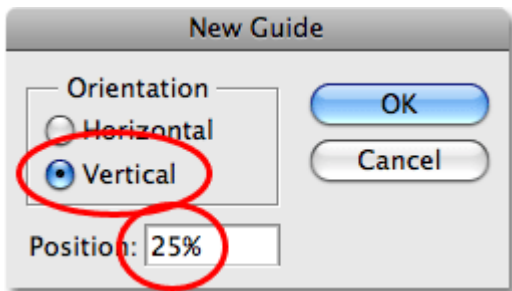 New Guide
Orientation
Horizontal
Vertical
OK
Cancel
Position: 25%